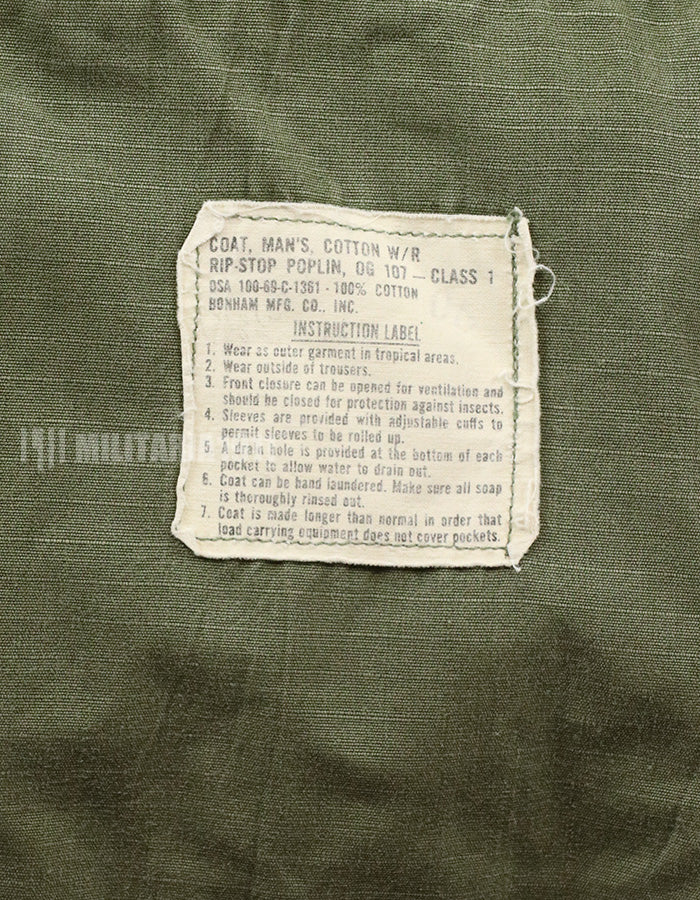 COAT, MAN'S, COTTON W/R
RIP-STOP POPLIN, OG 107 — CLASS 1
DSA 100-69-C-1361 - 100% COTTON
BONHAM MFG. CO., INC.
INSTRUCTION LABEL
1. Wear as outer garment in tropical areas.
2. Wear outside of trousers.
3. Front closure can be opened for ventilation and
should be closed for protection against insects.
4. Sleeves are provided with adjustable cuffs to
permit sleeves to be rolled up.
5. A drain hole is provided at the bottom of each
pocket to allow water to drain out.
6. Coat can be hand laundered. Make sure all soap
is thoroughly rinsed out.
7. Coat is made longer than normal in order that
load carrying equipment does not cover pockets.